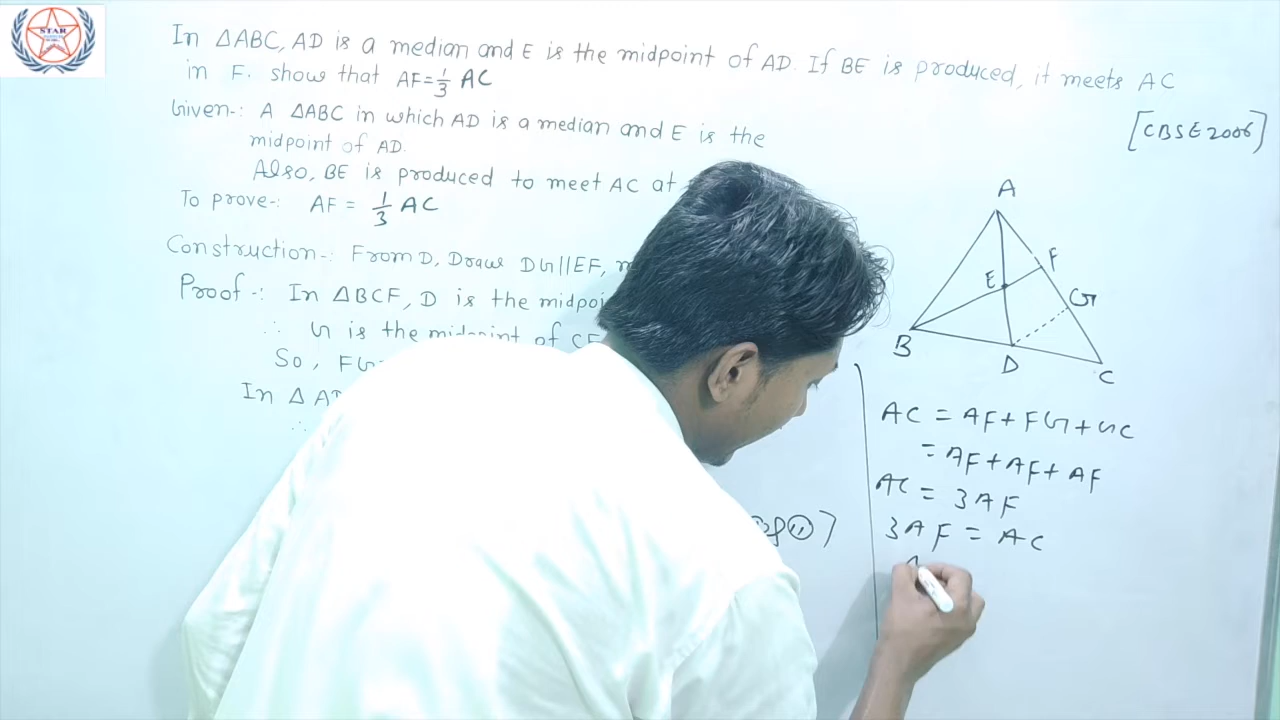 STAR
In ΔABC, AD is a median and E is the midpoint of AD. If BE is produced, it meets AC
in F. show that AF = 1/3 AC
[CBSE 2006]
Given-: A ΔABC in which AD is a median and E is the
midpoint of AD.
Also, BE is produced to meet AC at
To prove-: AF = 1/3 AC
Construction-: From D, Draw DG||EF,
Proof-: In ΔBCF, D is the
∴ G is the midpoint of CF
So, FG
In Δ
∴
A
F
E
G
B
D
C
AC = AF + FG + GC
= AF + AF + AF
AC = 3AF
3AF = AC